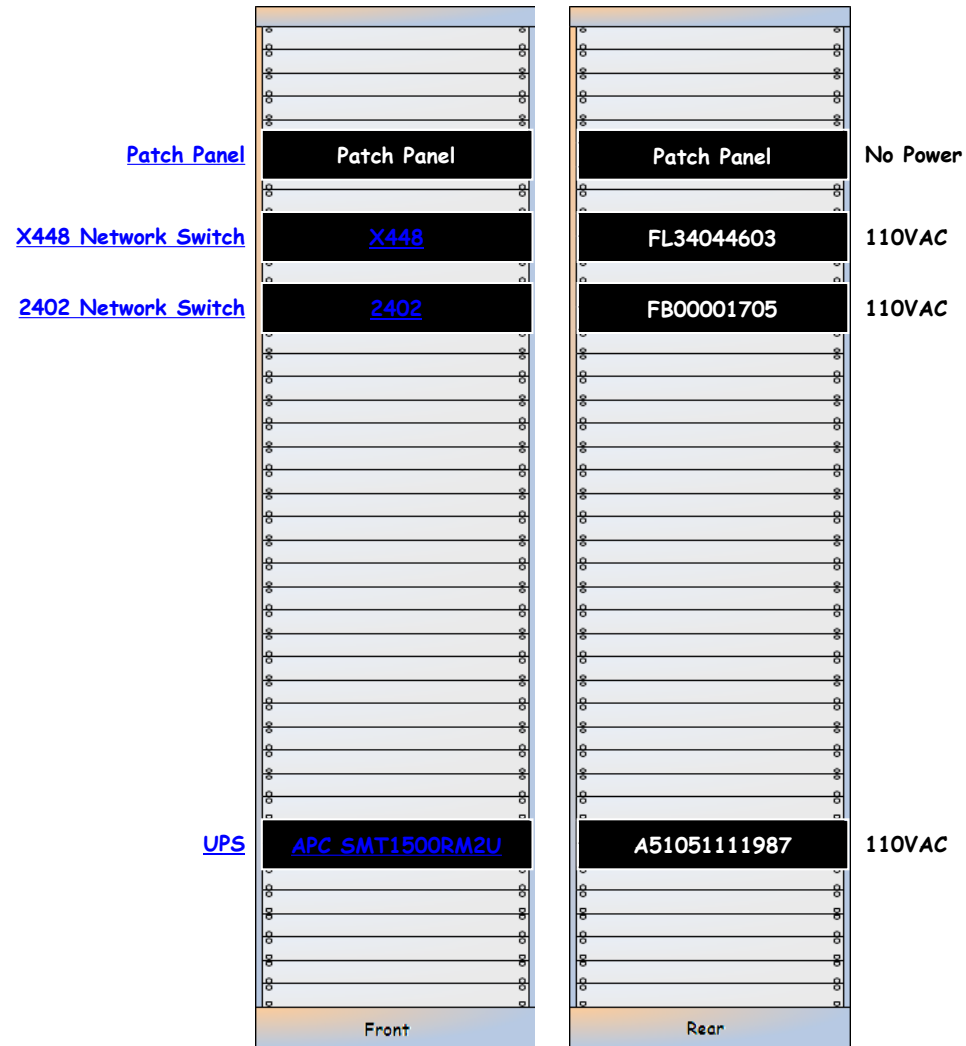 Patch Panel Patch Panel Patch Panel No Power
X448 Network Switch X448 FL34044603 110VAC
2402 Network Switch 2402 FB00001705 110VAC
UPS APC SMT1500RM2U A51051111987 110VAC
Front Rear